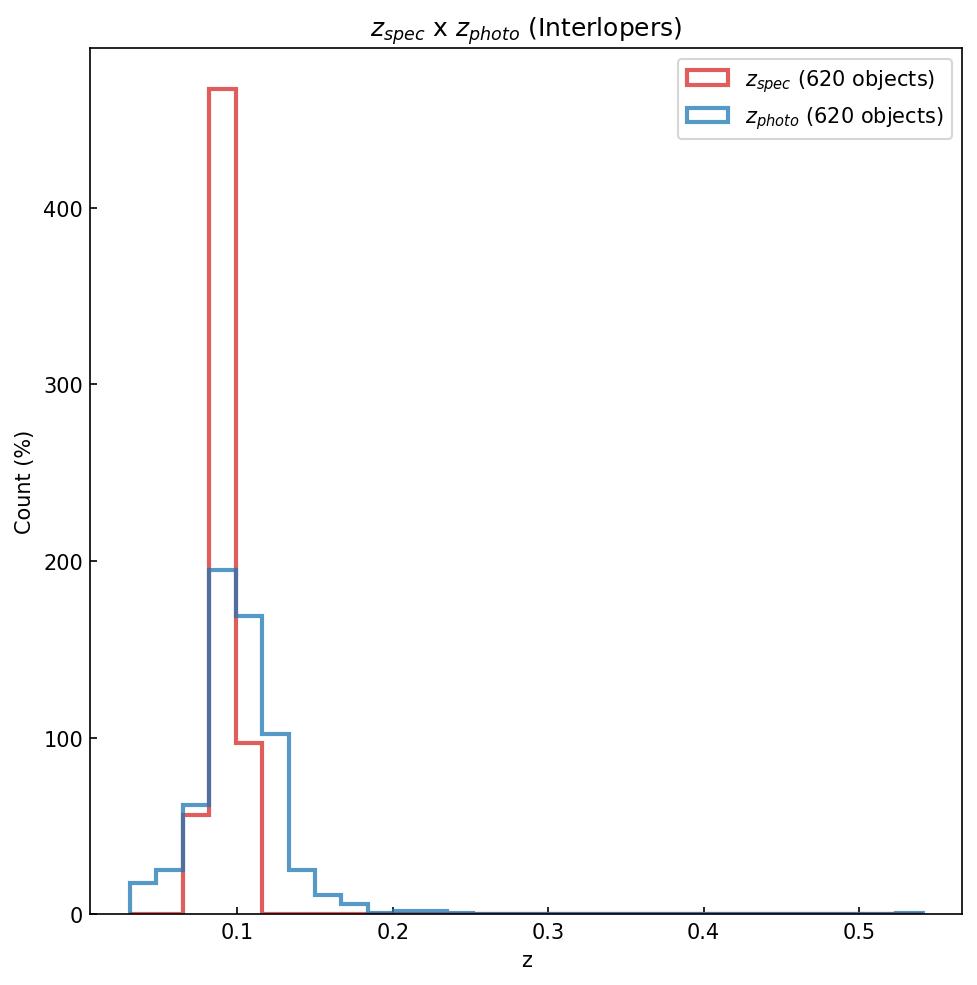 z_spec x z_photo (Interlopers)
z_spec (620 objects)
z_photo (620 objects)
Count (%)
400
300
200
100
0
0.1 0.2 0.3 0.4 0.5
z